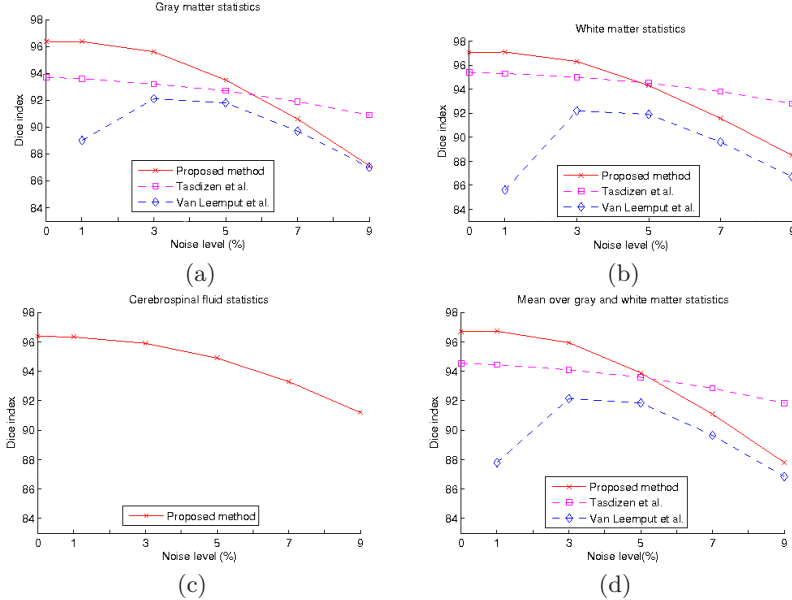 Gray matter statistics
98
96
94
92
90
88
86
84
Dice index
0 1 3 5 7 9
Noise level (%)
Proposed method
Tasdizen et al.
Van Leemput et al.
(a)
White matter statistics
98
96
94
92
90
88
86
84
Dice index
0 1 3 5 7 9
Noise level (%)
Proposed method
Tasdizen et al.
Van Leemput et al.
(b)
Cerebrospinal fluid statistics
98
96
94
92
90
88
86
84
Dice index
0 1 3 5 7 9
Noise level (%)
Proposed method
(c)
Mean over gray and white matter statistics
98
96
94
92
90
88
86
84
Dice index
0 1 3 5 7 9
Noise level(%)
Proposed method
Tasdizen et al.
Van Leemput et al.
(d)